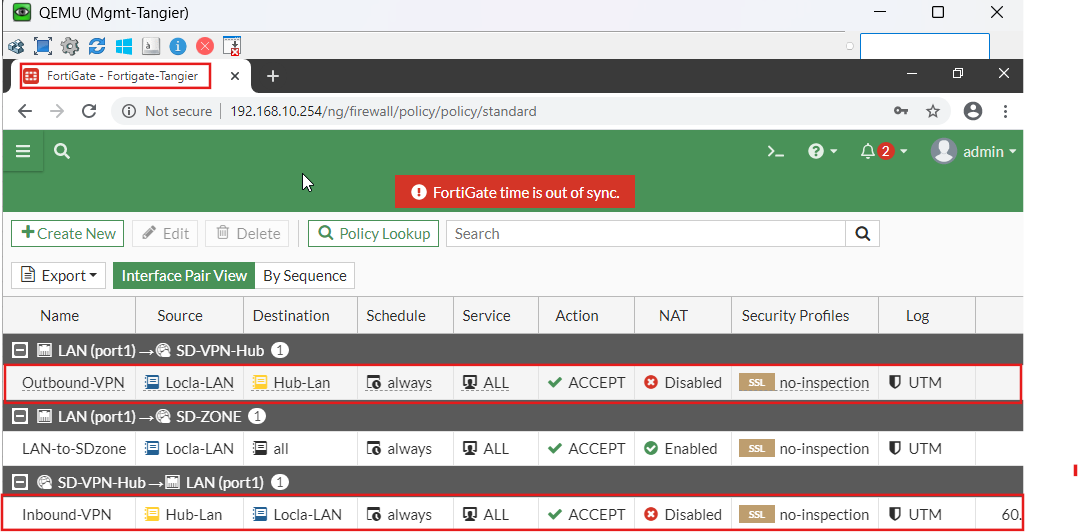 QEMU (Mgmt-Tangier)
FortiGate - Fortigate-Tangier
Not secure | 192.168.10.254/ng/firewall/policy/policy/standard
2 admin
FortiGate time is out of sync.
Create New Edit Delete Policy Lookup Search
Export Interface Pair View By Sequence
Name Source Destination Schedule Service Action NAT Security Profiles Log
LAN (port1) → SD-VPN-Hub 1
Outbound-VPN Locla-LAN Hub-Lan always ALL ACCEPT Disabled SSL no-inspection UTM
LAN (port1) → SD-ZONE 1
LAN-to-SDzone Locla-LAN all always ALL ACCEPT Enabled SSL no-inspection UTM
SD-VPN-Hub → LAN (port1) 1
Inbound-VPN Hub-Lan Locla-LAN always ALL ACCEPT Disabled SSL no-inspection UTM 60.